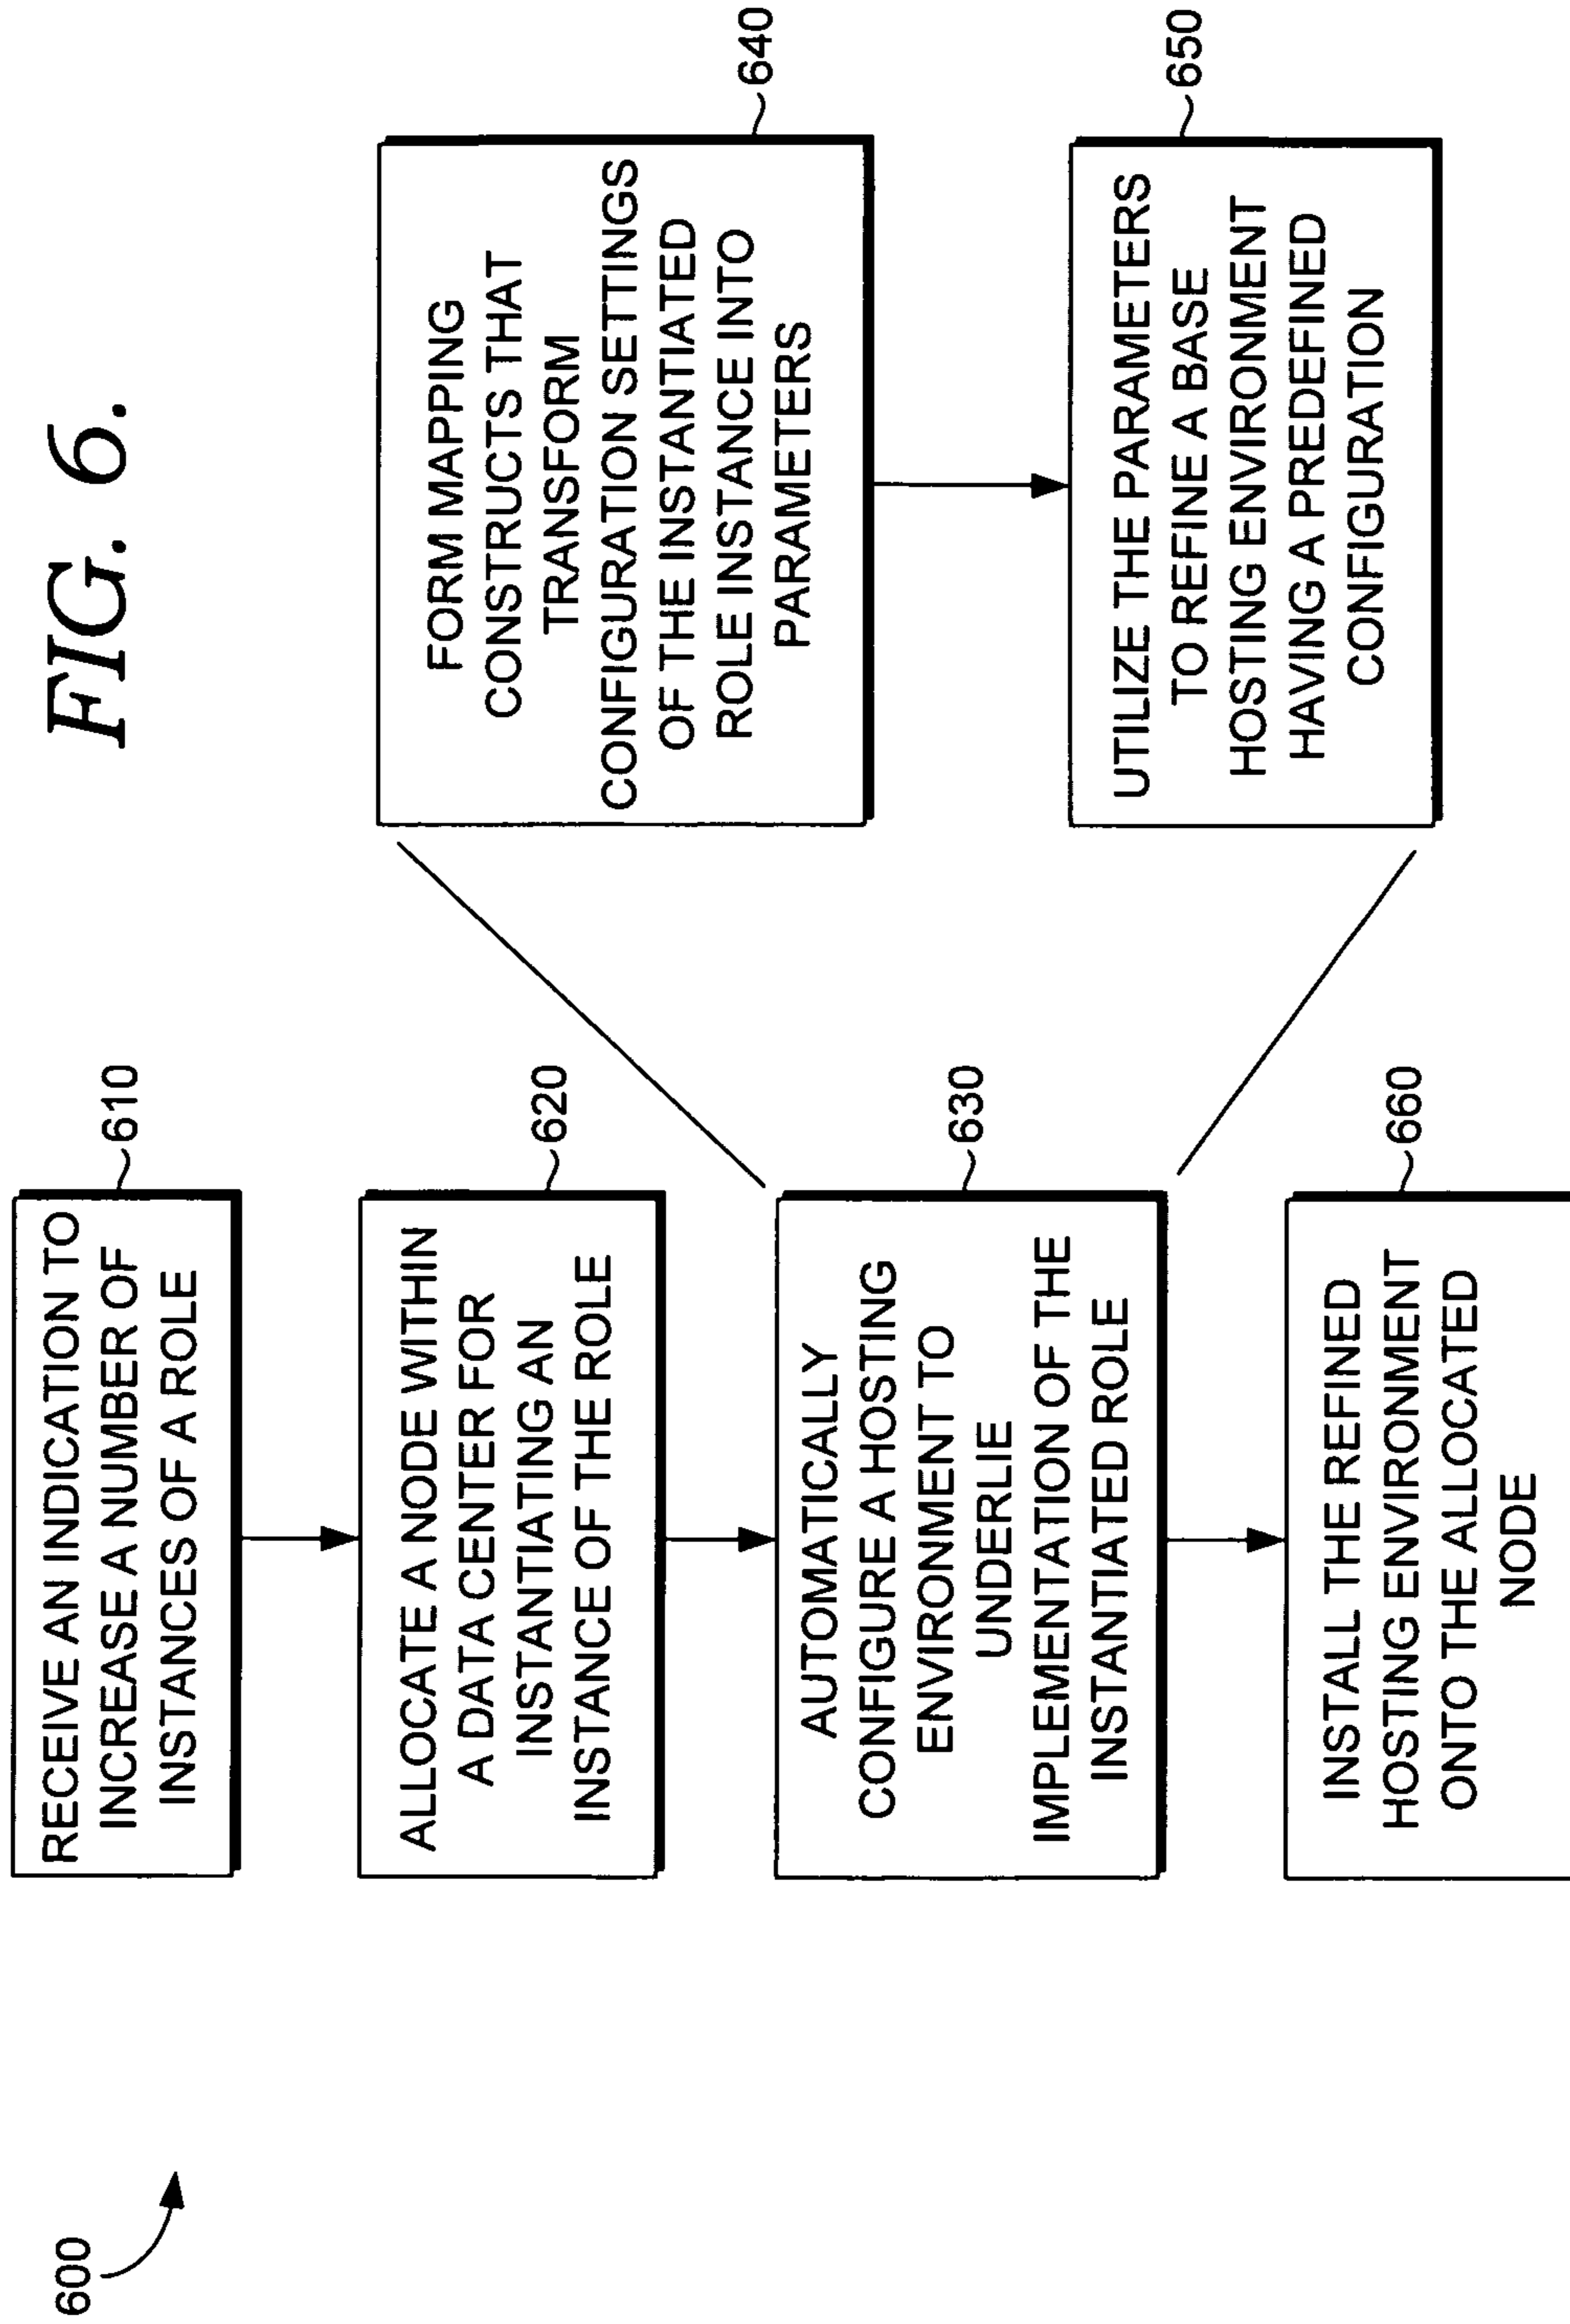 FIG. 6.
600
RECEIVE AN INDICATION TO
INCREASE A NUMBER OF
INSTANCES OF A ROLE
610
ALLOCATE A NODE WITHIN
A DATA CENTER FOR
INSTANTIATING AN
INSTANCE OF THE ROLE
620
AUTOMATICALLY
CONFIGURE A HOSTING
ENVIRONMENT TO
UNDERLIE
IMPLEMENTATION OF THE
INSTANTIATED ROLE
630
FORM MAPPING
CONSTRUCTS THAT
TRANSFORM
CONFIGURATION SETTINGS
OF THE INSTANTIATED
ROLE INSTANCE INTO
PARAMETERS
640
UTILIZE THE PARAMETERS
TO REFINE A BASE
HOSTING ENVIRONMENT
HAVING A PREDEFINED
CONFIGURATION
650
INSTALL THE REFINED
HOSTING ENVIRONMENT
ONTO THE ALLOCATED
NODE
660